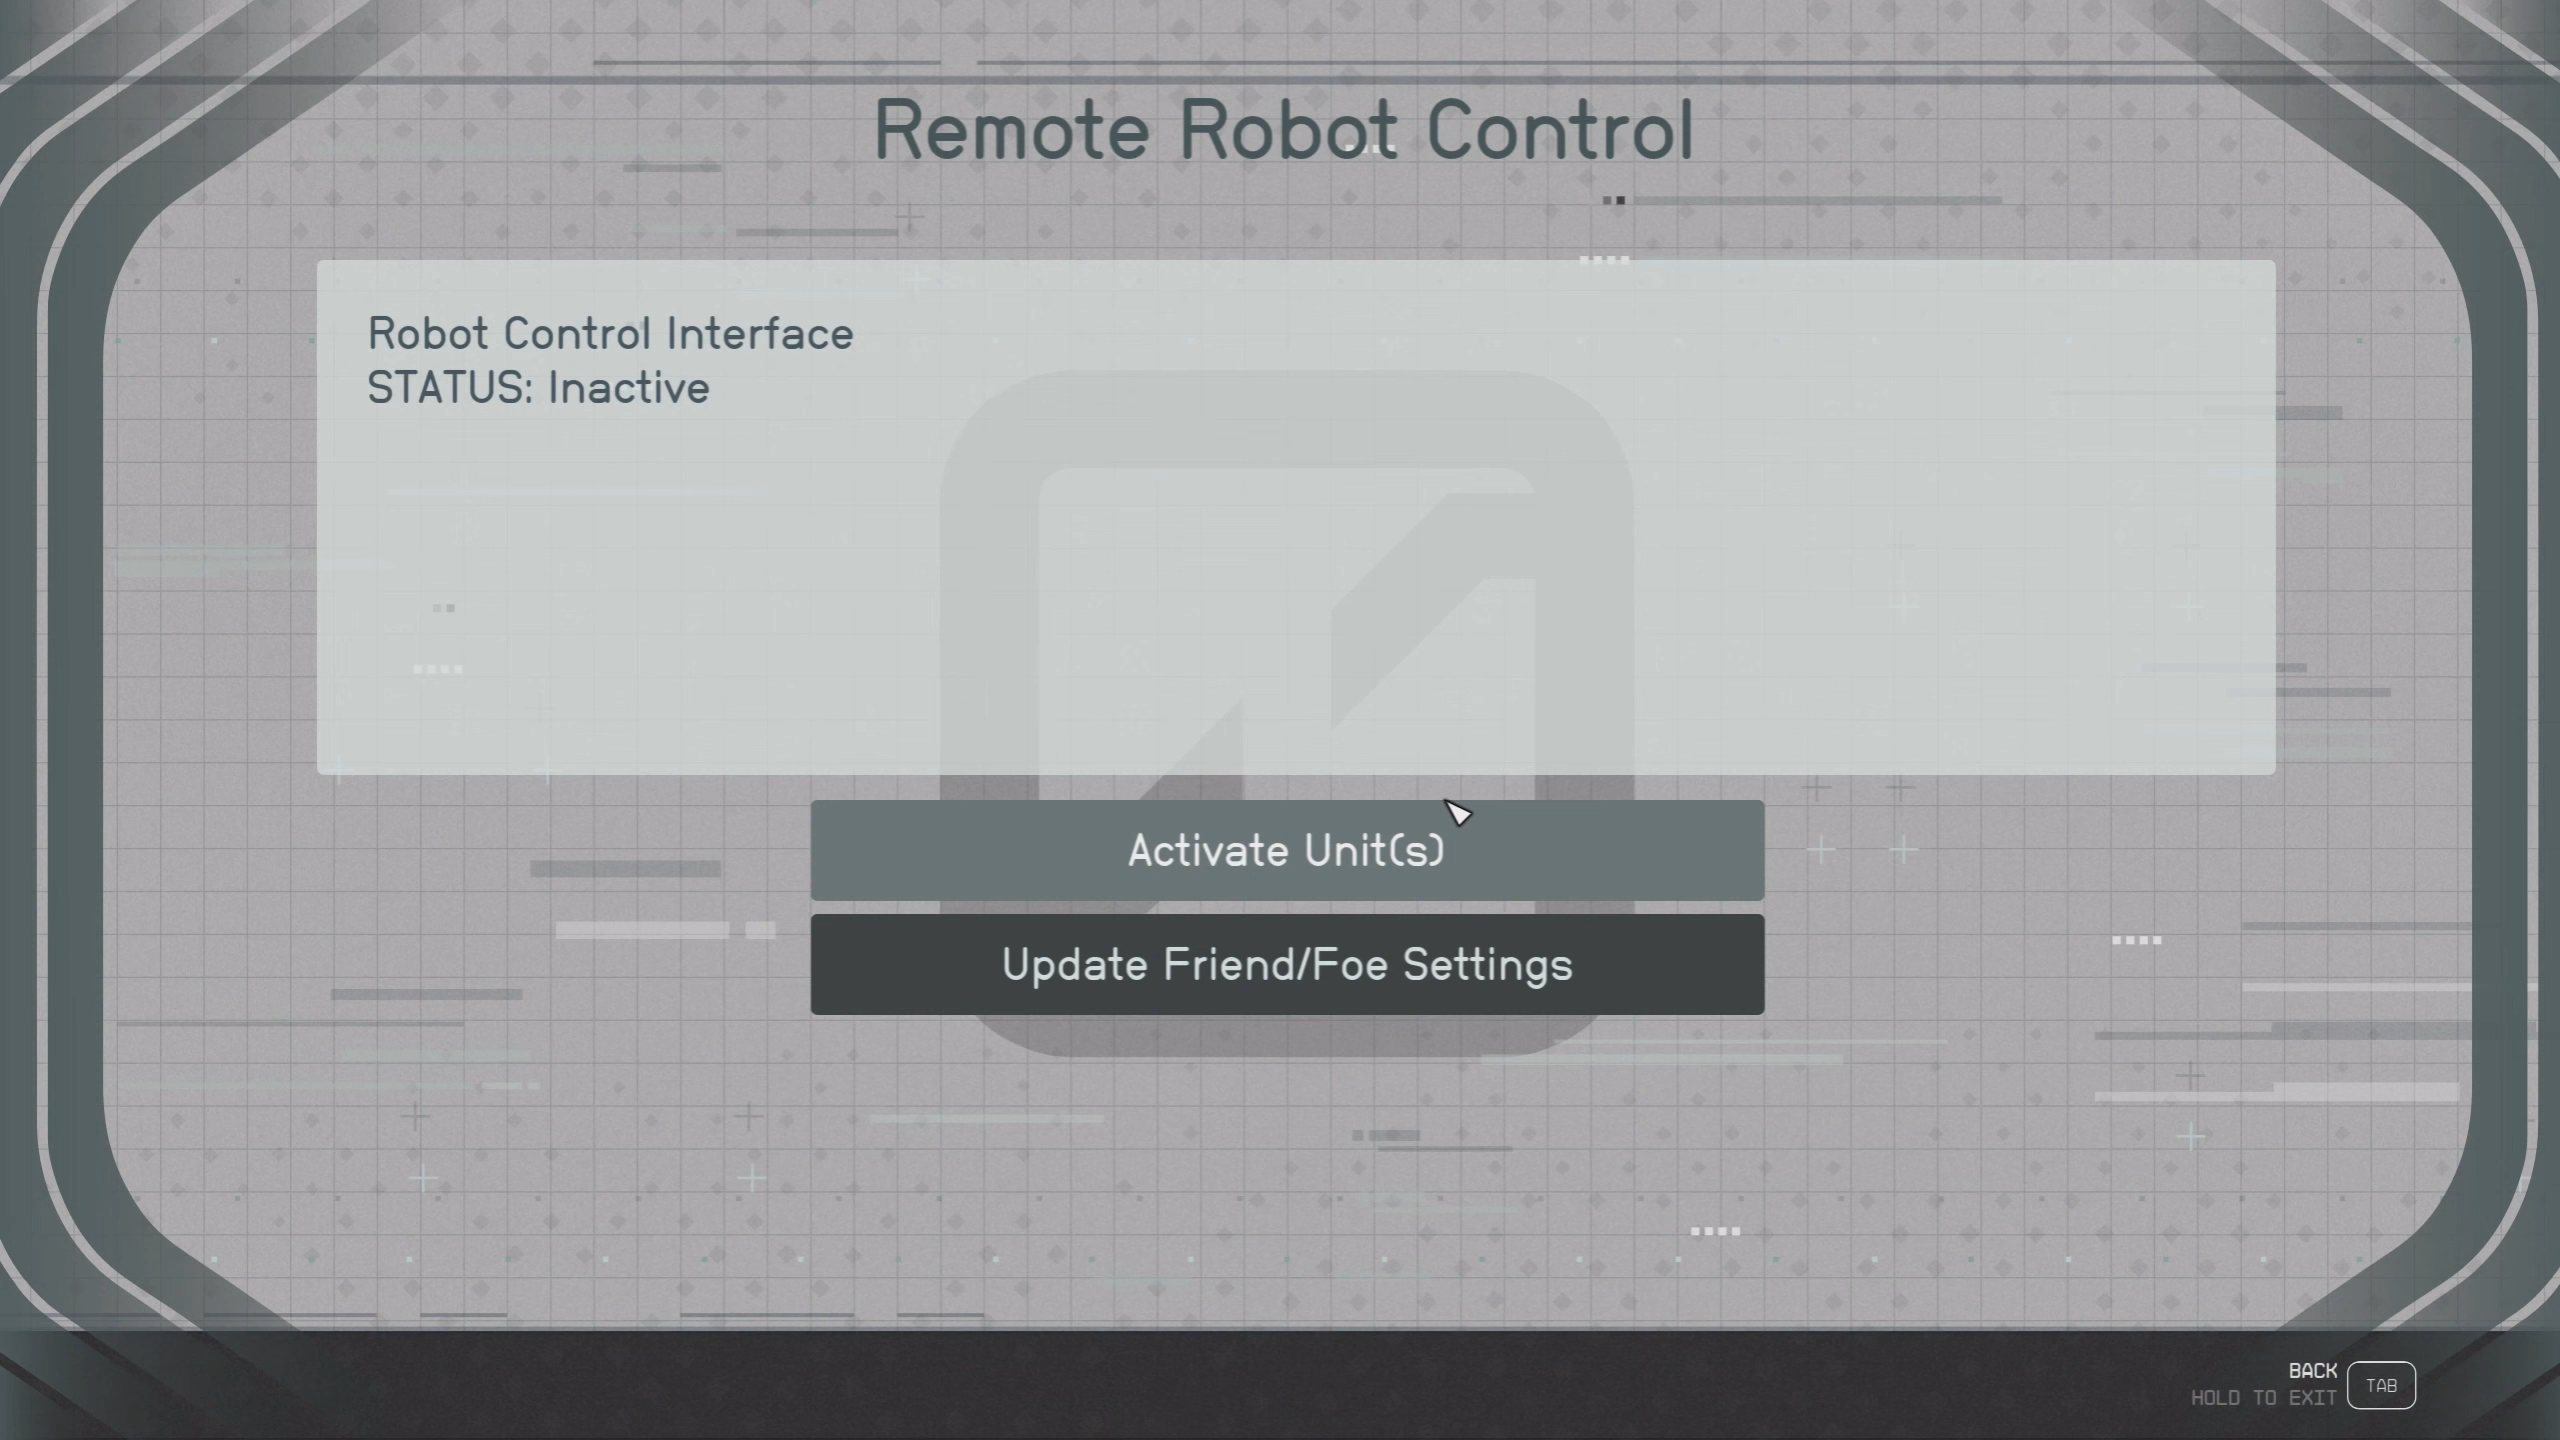 Remote Robot Control
Robot Control Interface
STATUS: Inactive
Activate Unit(s)
Update Friend/Foe Settings
BACK
HOLD TO EXIT
TAB